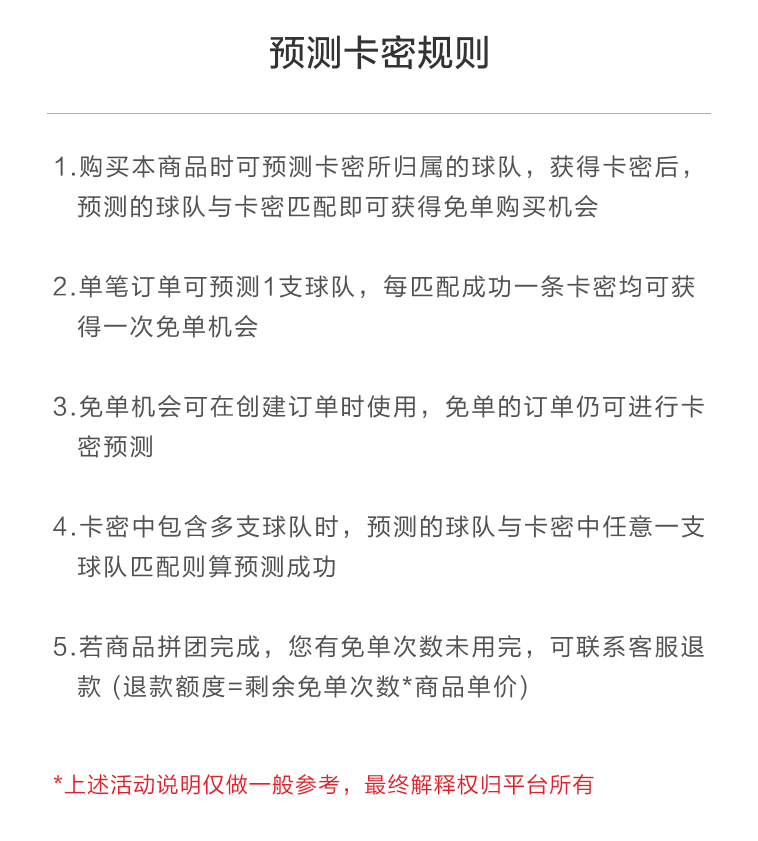 预测卡密规则
1.购买本商品时可预测卡密所归属的球队，获得卡密后，
预测的球队与卡密匹配即可获得免单购买机会
2.单笔订单可预测1支球队，每匹配成功一条卡密均可获
得一次免单机会
3.免单机会可在创建订单时使用，免单的订单仍可进行卡
密预测
4.卡密中包含多支球队时，预测的球队与卡密中任意一支
球队匹配则算预测成功
5.若商品拼团完成，您有免单次数未用完，可联系客服退
款 (退款额度=剩余免单次数*商品单价)
*上述活动说明仅做一般参考，最终解释权归平台所有